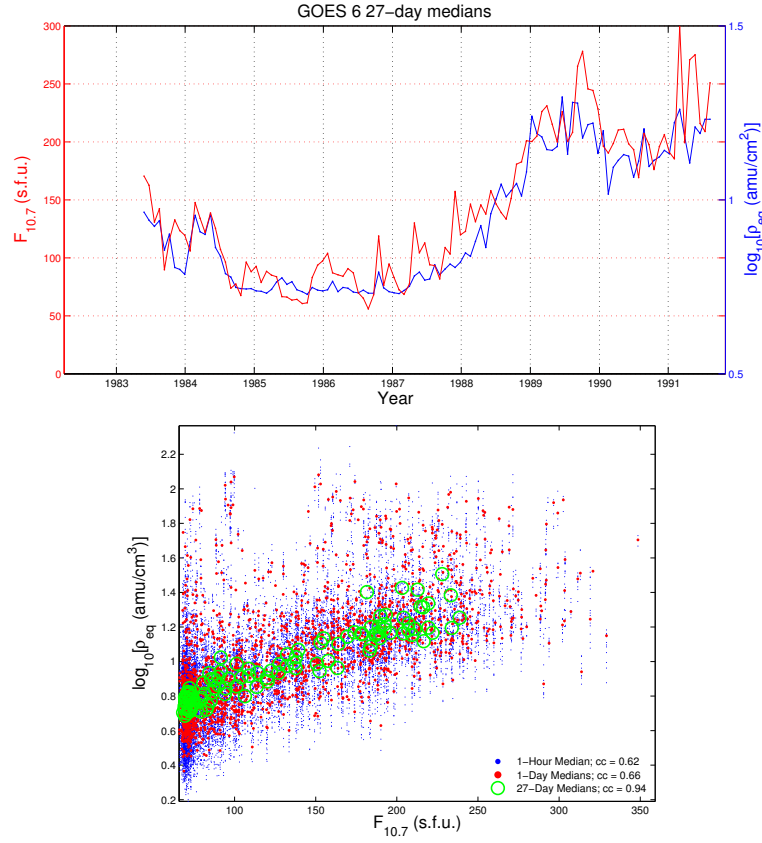 GOES 6 27−day medians
300
250
200
150
100
50
0
F10.7 (s.f.u.)
1.5
1
0.5
log10[ρeq (amu/cm2)]
1983 1984 1985 1986 1987 1988 1989 1990 1991
Year
2.2
2
1.8
1.6
1.4
1.2
1
0.8
0.6
0.4
0.2
log10[ρeq (amu/cm3)]
1−Hour Median; cc = 0.62
1−Day Medians; cc = 0.66
27−Day Medians; cc = 0.94
100 150 200 250 300 350
F10.7 (s.f.u.)